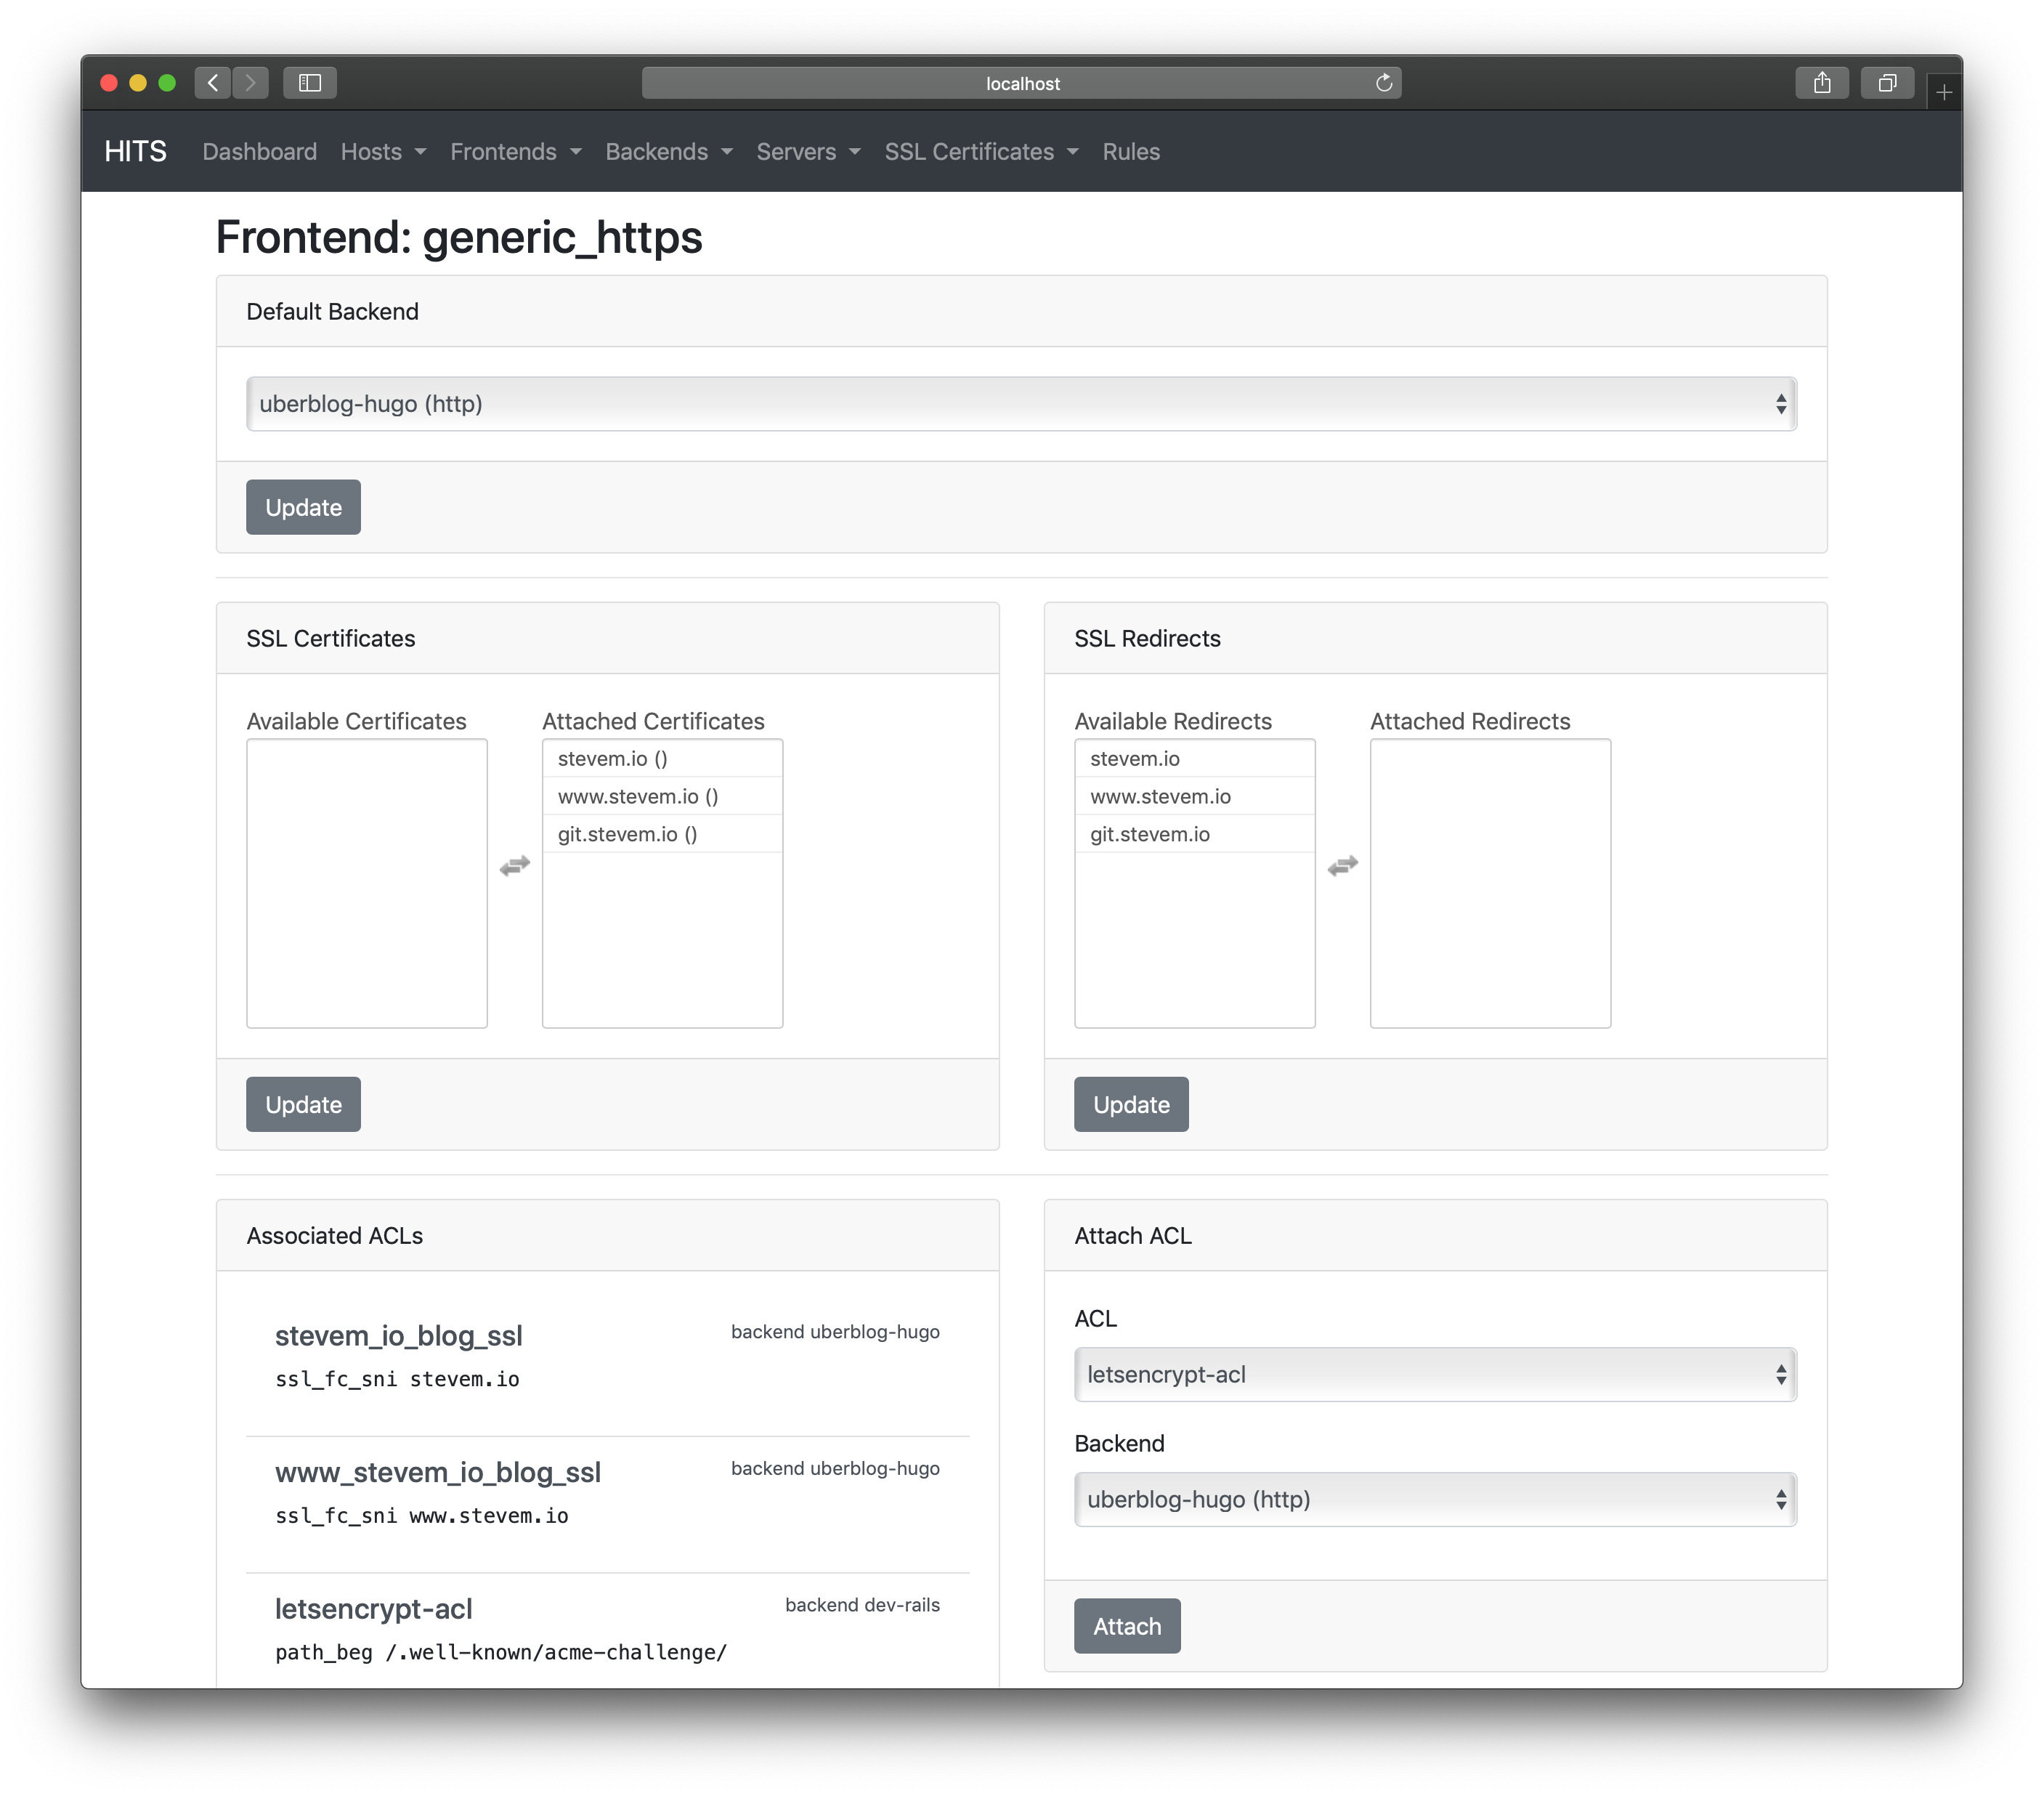 localhost
HITS Dashboard Hosts Frontends Backends Servers SSL Certificates Rules
Frontend: generic_https
Default Backend
uberblog-hugo (http)
Update
SSL Certificates
Available Certificates
Attached Certificates
stevem.io ()
www.stevem.io ()
git.stevem.io ()
Update
SSL Redirects
Available Redirects
stevem.io
www.stevem.io
git.stevem.io
Attached Redirects
Update
Associated ACLs
stevem_io_blog_ssl
backend uberblog-hugo
ssl_fc_sni stevem.io
www_stevem_io_blog_ssl
backend uberblog-hugo
ssl_fc_sni www.stevem.io
letsencrypt-acl
backend dev-rails
path_beg /.well-known/acme-challenge/
Attach ACL
ACL
letsencrypt-acl
Backend
uberblog-hugo (http)
Attach